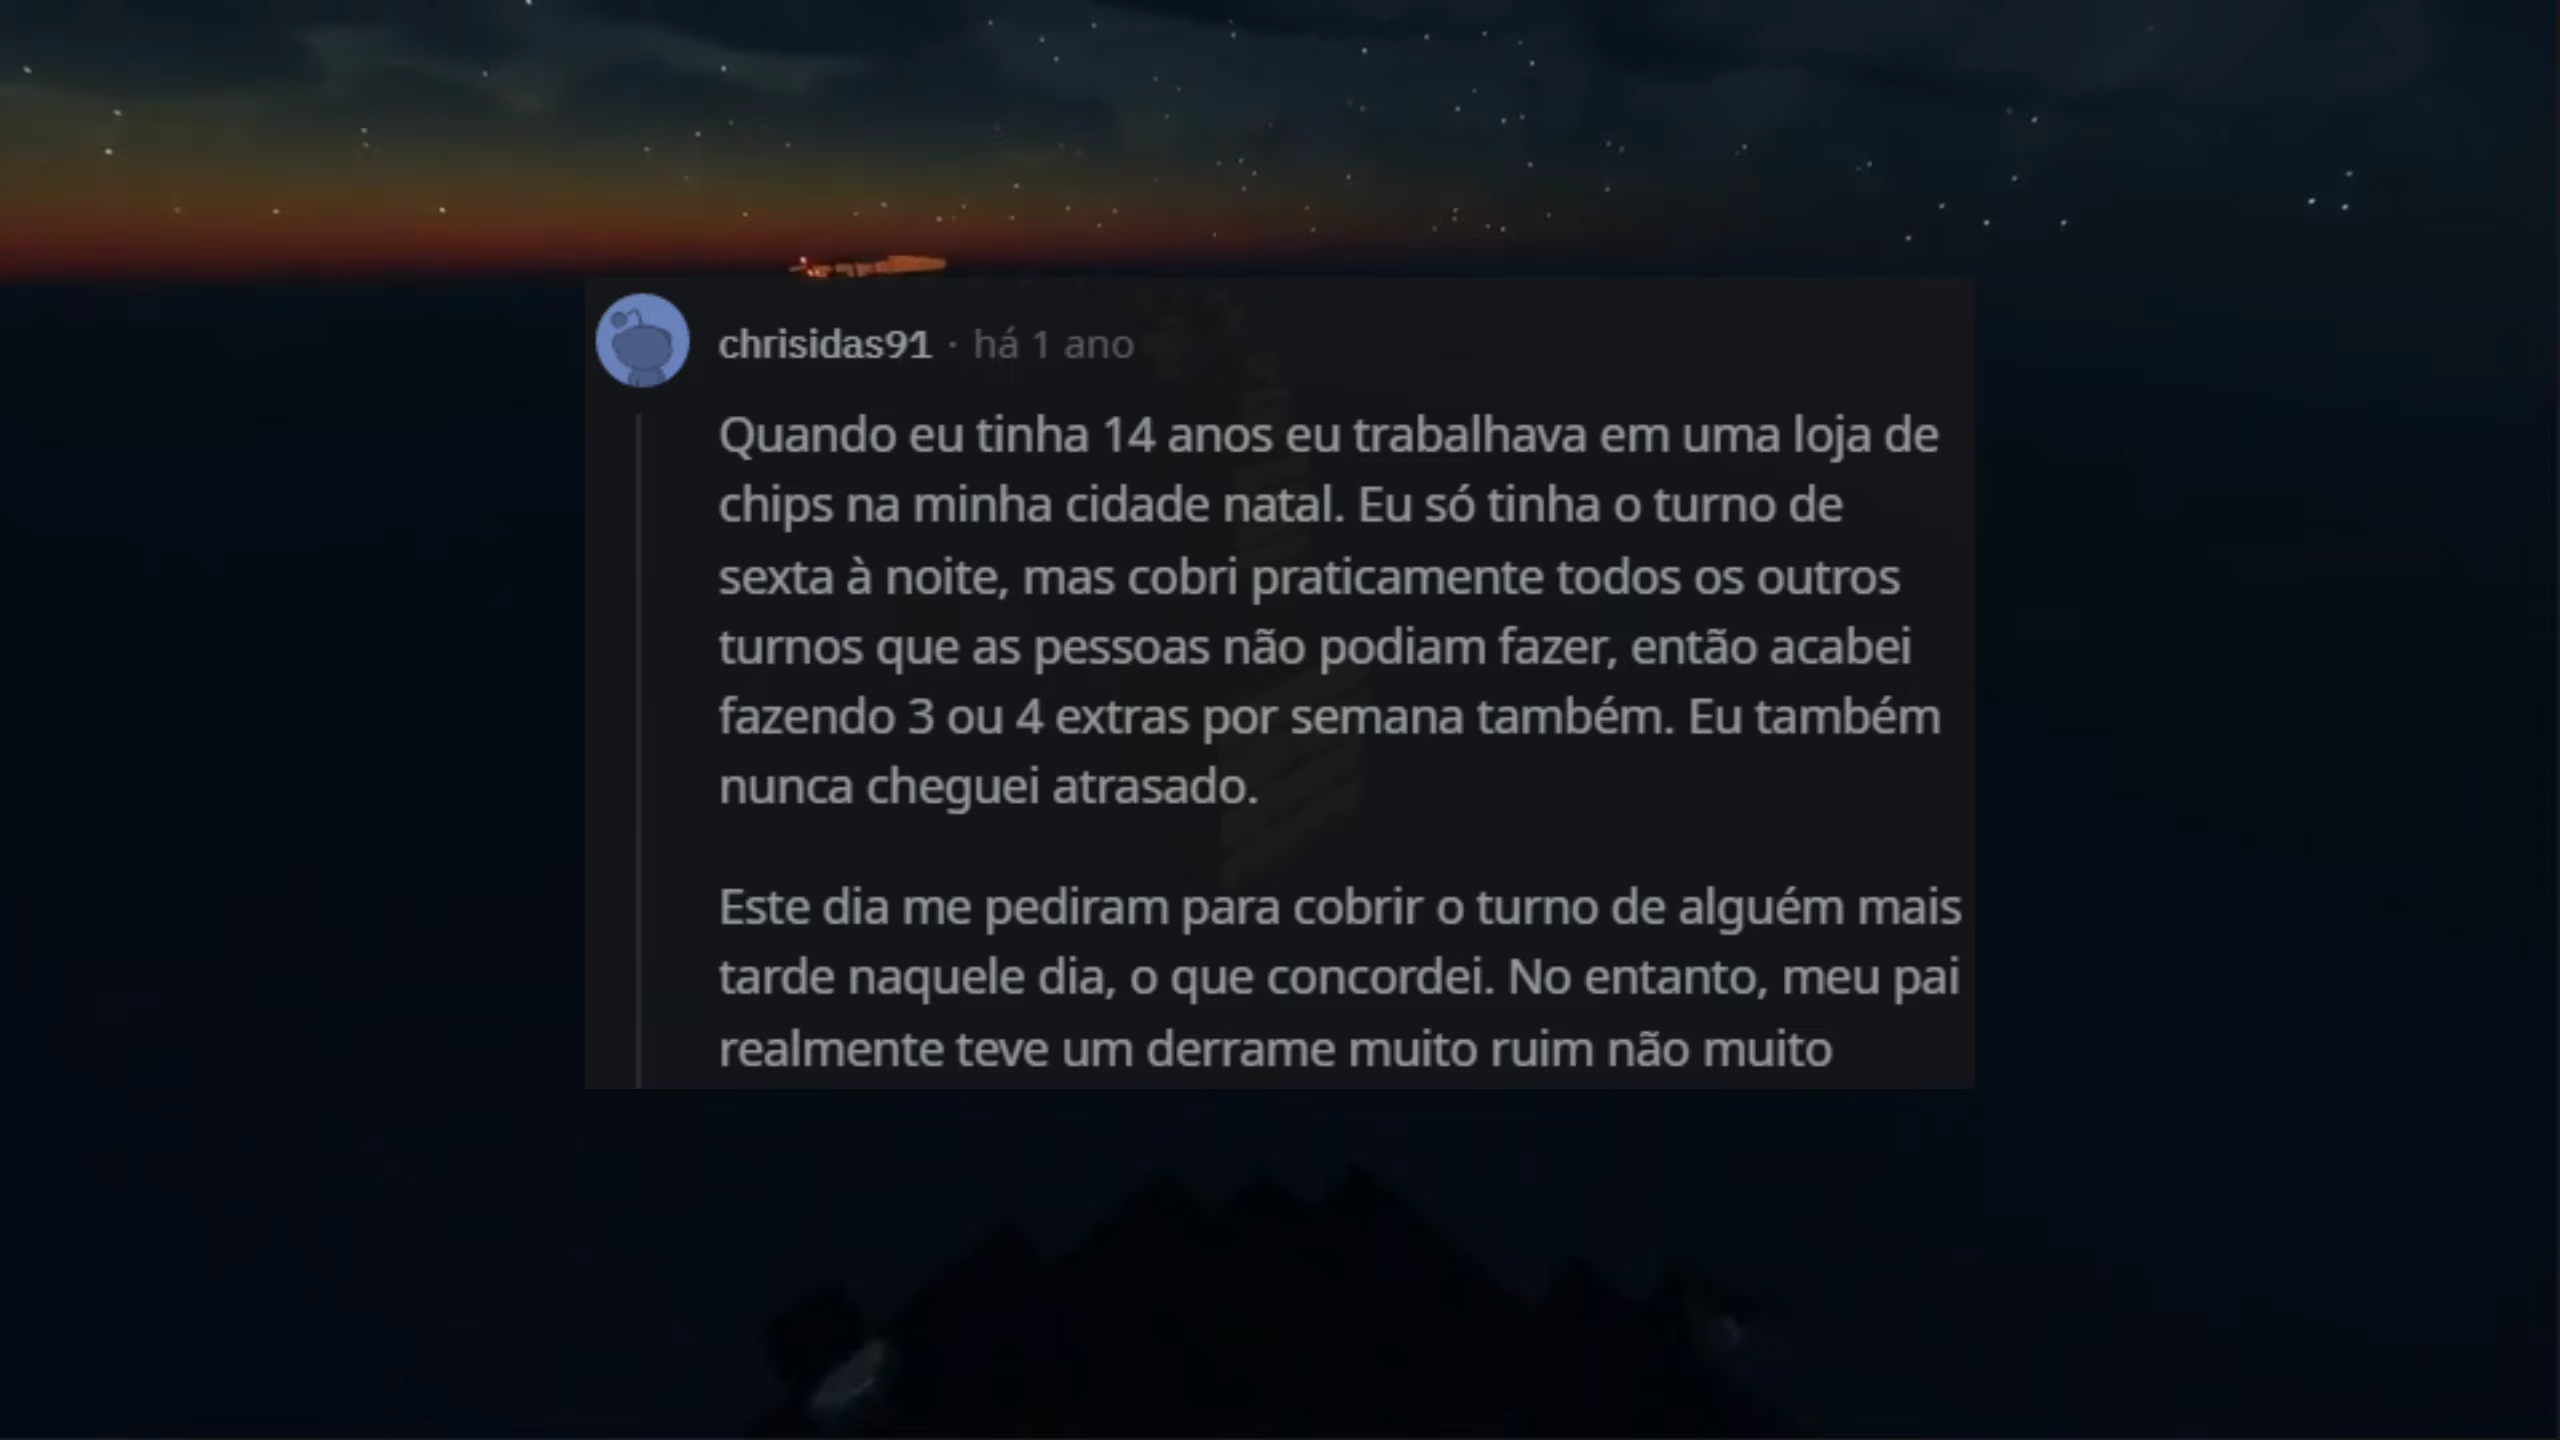 chrisidas91 · há 1 ano
Quando eu tinha 14 anos eu trabalhava em uma loja de
chips na minha cidade natal. Eu só tinha o turno de
sexta à noite, mas cobri praticamente todos os outros
turnos que as pessoas não podiam fazer, então acabei
fazendo 3 ou 4 extras por semana também. Eu também
nunca cheguei atrasado.
Este dia me pediram para cobrir o turno de alguém mais
tarde naquele dia, o que concordei. No entanto, meu pai
realmente teve um derrame muito ruim não muito